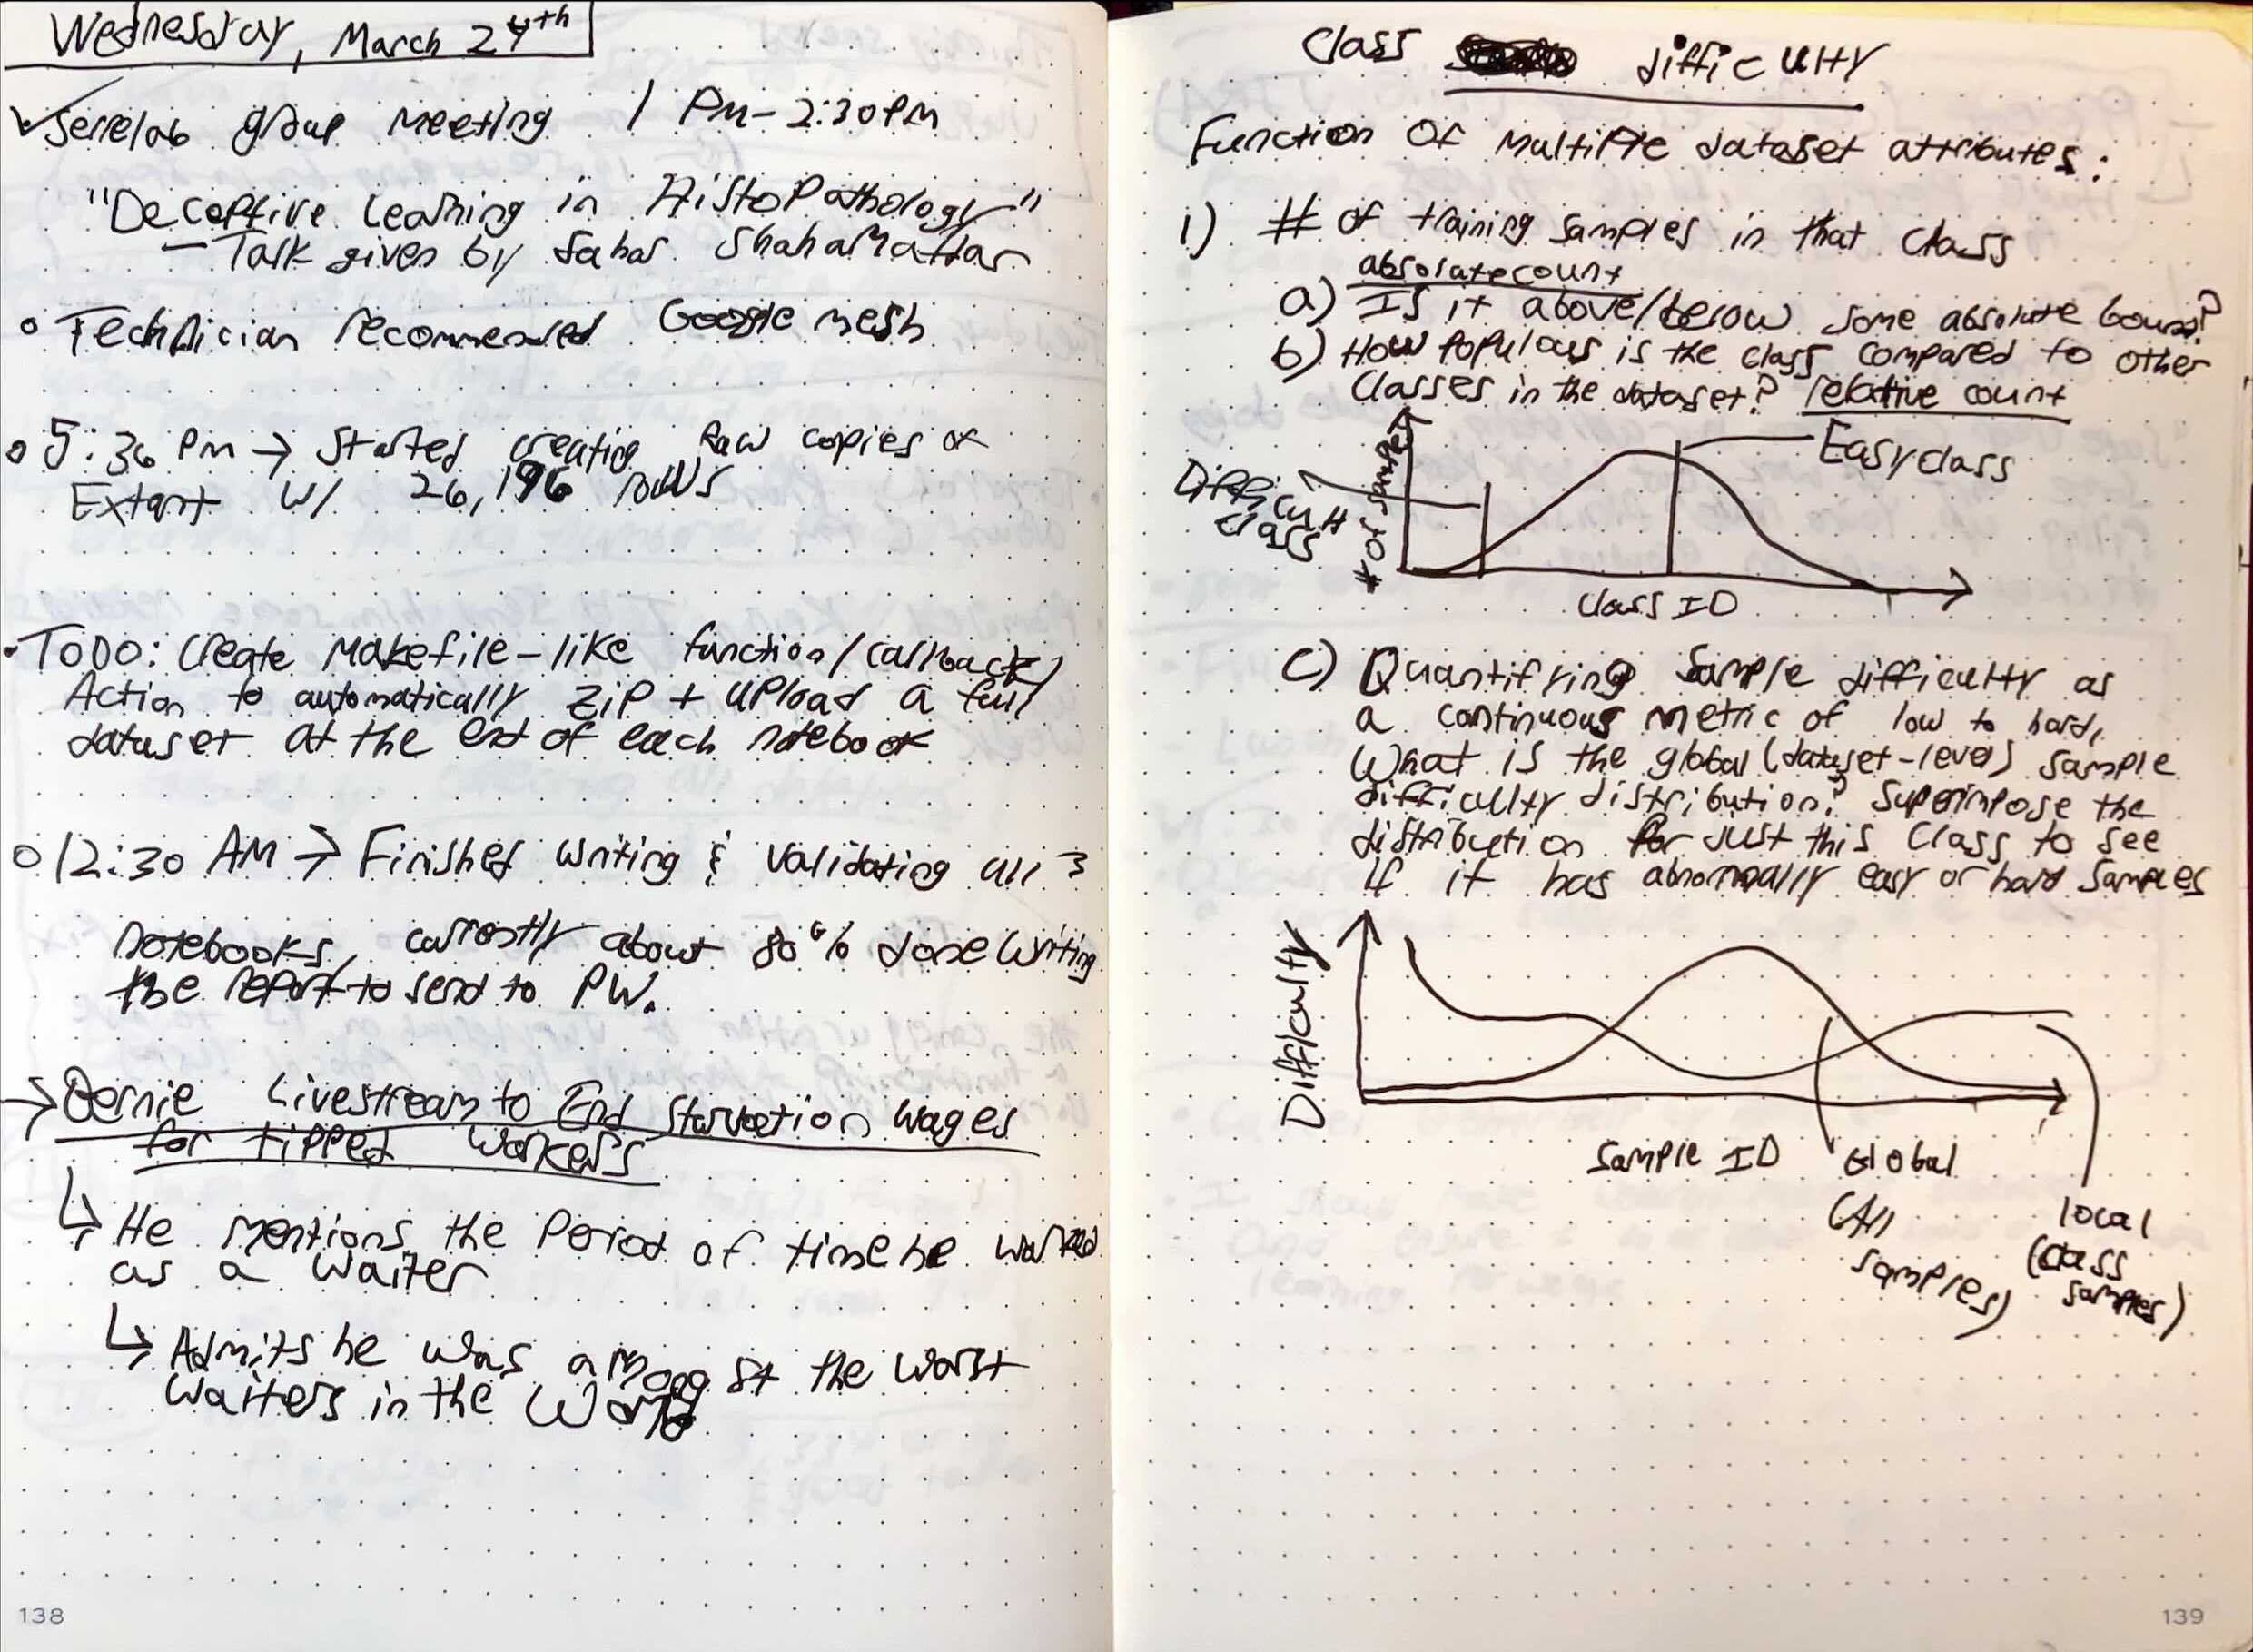 Wednesday, March 24th
Serrelab group meeting 1 PM - 2:30 PM
"Deceptive Learning in Histopathology"
- Talk given by Sahar Shahamatdar
Technician recommended Google mesh
5:36 PM → Started creating Raw copies of
Extant w/ 26,196 rows
TODO: Create Makefile-like function/callback/
Action to automatically zip + upload a full
dataset at the end of each notebook
12:30 AM → Finished writing & validating all 3
notebooks, currently about 80% done writing
the report to send to PW.
→ Bernie Livestream to End Starvation wages
for tipped workers
↳ He mentions the period of time he worked
as a waiter
↳ Admits he was amongst the worst
waiters in the World
138
Class difficulty
Function of multiple dataset attributes:
1) # of training samples in that class
absolute count
a) Is it above/below some absolute bound?
b) How populous is the class compared to other
classes in the dataset? relative count
Easy class
Difficult
class
# of samples
Class ID
c) Quantifying sample difficulty as
a continuous metric of low to hard,
What is the global (dataset-level) sample
difficulty distribution? Superimpose the
distribution for just this class to see
if it has abnormally easy or hard samples
Difficulty
Sample ID
Global
(All
samples)
local
(class
samples)
139